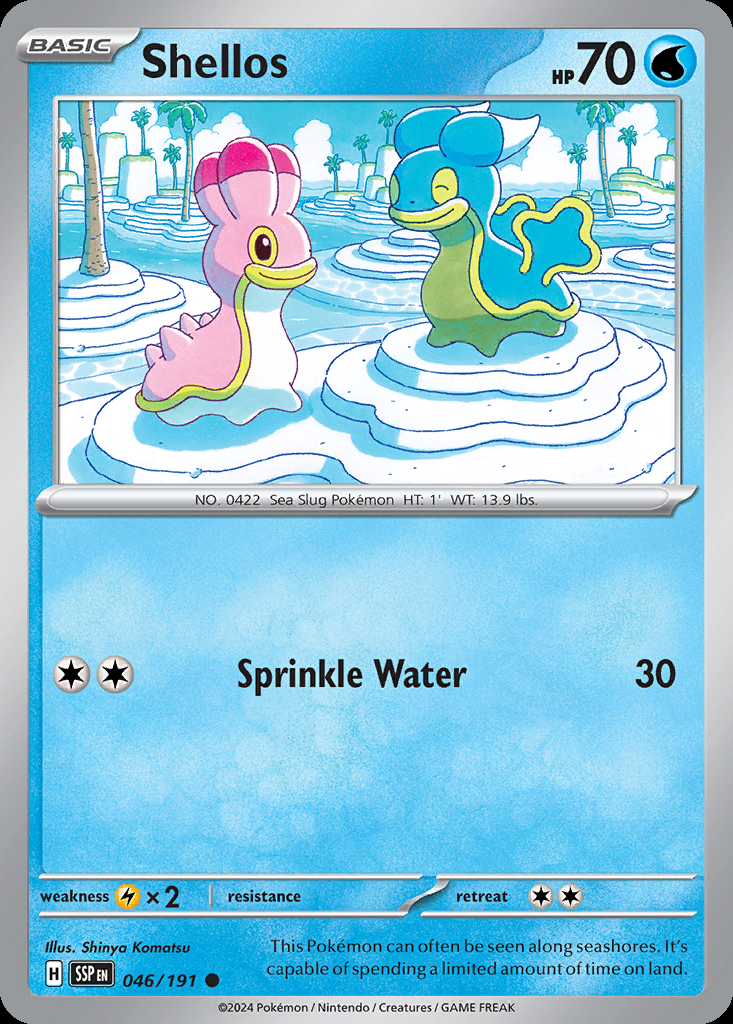 BASIC
Shellos
HP 70
NO. 0422 Sea Slug Pokémon HT: 1' WT: 13.9 lbs.
Sprinkle Water 30
weakness ×2 resistance retreat
Illus. Shinya Komatsu
This Pokémon can often be seen along seashores. It's
capable of spending a limited amount of time on land.
H SSP EN 046/191
©2024 Pokémon / Nintendo / Creatures / GAME FREAK